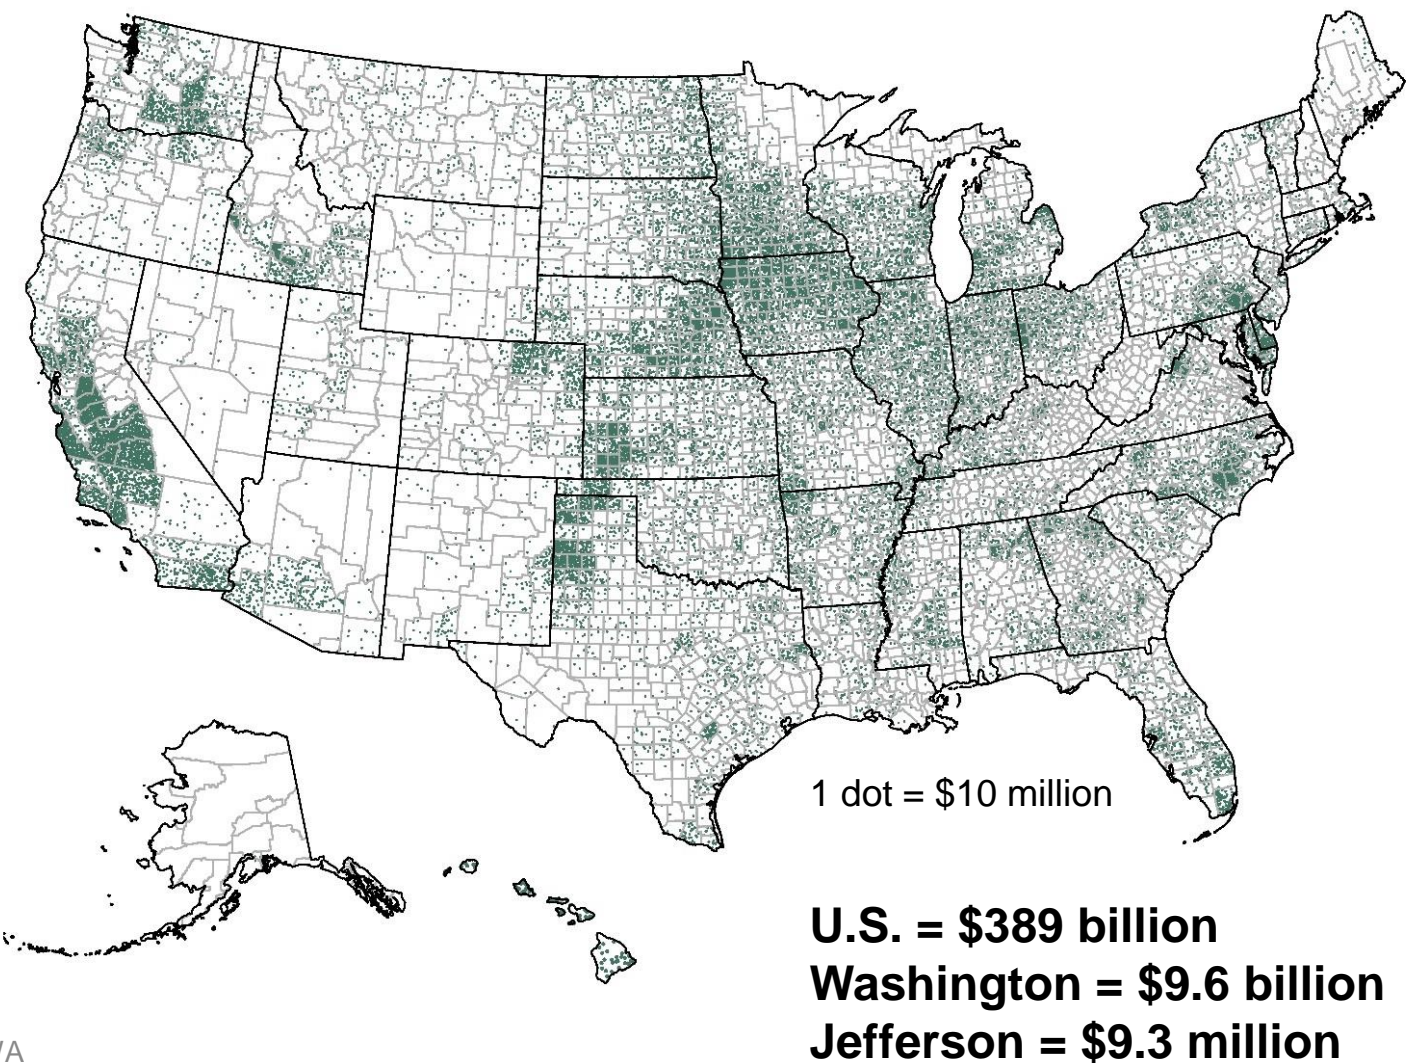 1 dot = $10 million
U.S. = $389 billion
Washington = $9.6 billion
Jefferson = $9.3 million